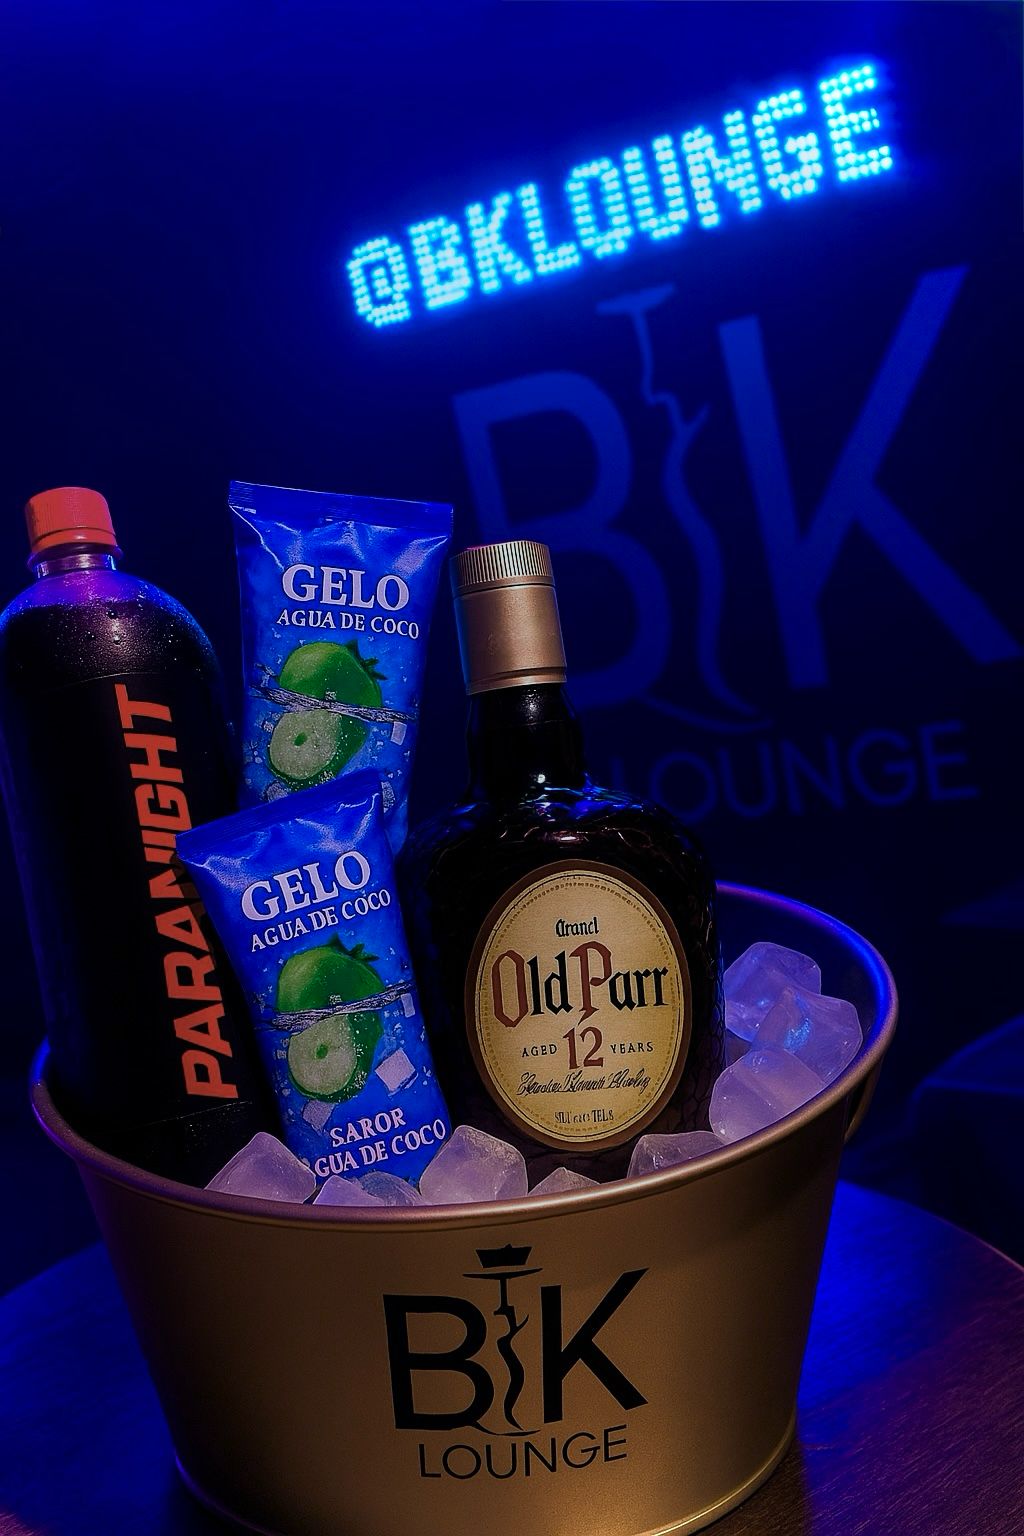 @BKLOUNGE
BK
LOUNGE
GELO
AGUA DE COCO
PARANIGHT
GELO
AGUA DE COCO
SAROR
GUA DE COCO
Old Parr
AGED 12 YEARS
BK
LOUNGE